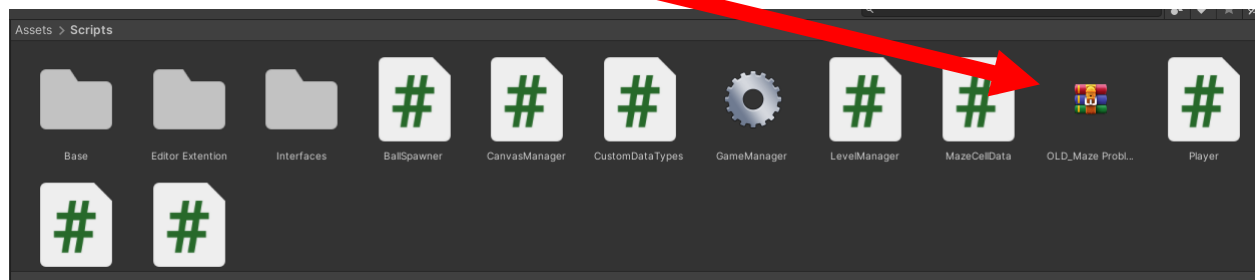 Assets > Scripts
Base
Editor Extention
Interfaces
BallSpawner
CanvasManager
CustomDataTypes
GameManager
LevelManager
MazeCellData
OLD_Maze Probl...
Player